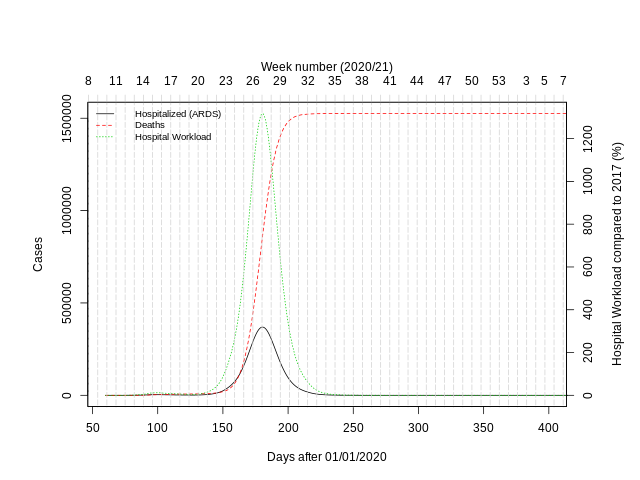 Week number (2020/21)
8 11 14 17 20 23 26 29 32 35 38 41 44 47 50 53 3 5 7
Hospitalized (ARDS)
Deaths
Hospital Workload
Cases
0 500000 1000000 1500000
0 200 400 600 800 1000 1200
Hospital Workload compared to 2017 (%)
50 100 150 200 250 300 350 400
Days after 01/01/2020